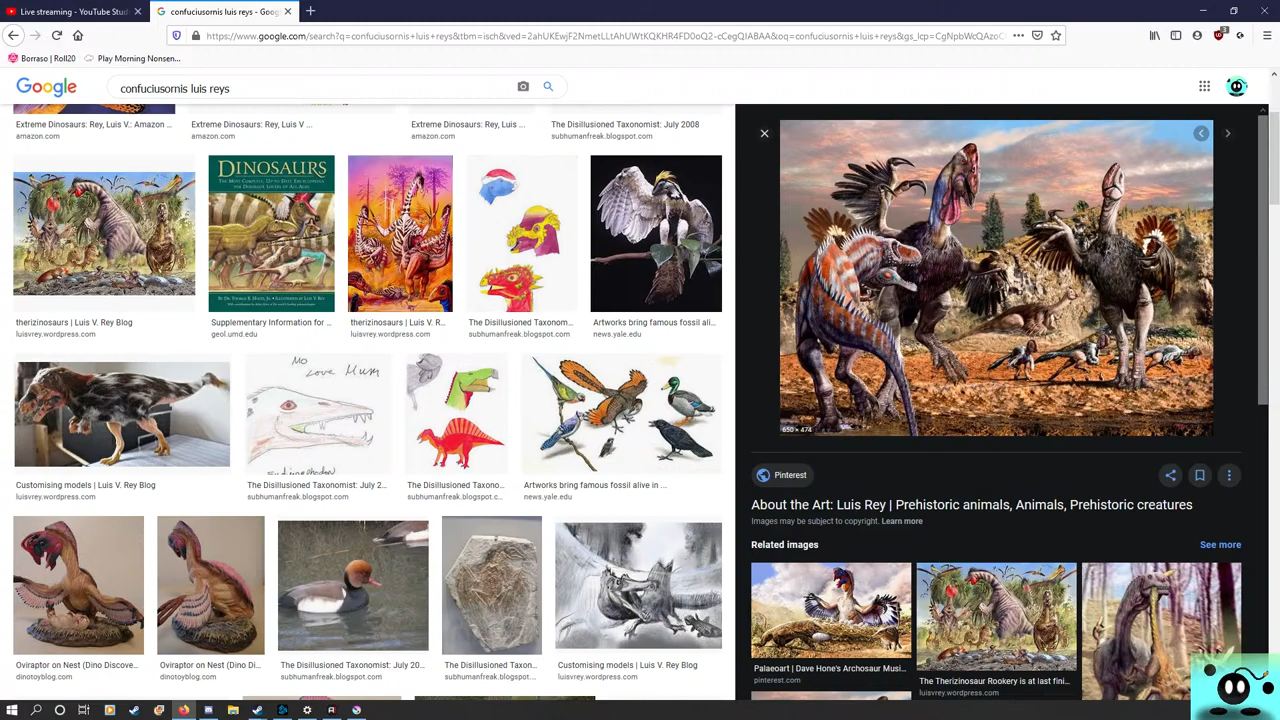 Live streaming - YouTube Stud
confuciusornis luis reys - Goog
https://www.google.com/search?q=confuciusornis+luis+reys&tbm=isch&ved=2ahUKEwjF2NmetLLtAhUWtKQKHR4FD0oQ2-cCegQIABAA&oq=confuciusornis+luis+reys&gs_lcp=CgNpbWcQAzoC
Borraso | Roll20
Play Morning Nonsen...
Google
confuciusornis luis reys
Extreme Dinosaurs: Rey, Luis V.: Amazon ...
amazon.com
Extreme Dinosaurs: Rey, Luis V ...
amazon.com
Extreme Dinosaurs: Rey, Luis ...
amazon.com
The Disillusioned Taxonomist: July 2008
subhumanfreak.blogspot.com
DINOSAURS
therizinosaurs | Luis V. Rey Blog
luisvrey.wordpress.com
Supplementary Information for ...
geol.umd.edu
therizinosaurs | Luis V. R...
luisvrey.wordpress.com
The Disillusioned Taxonom...
subhumanfreak.blogspot.com
Artworks bring famous fossil ali...
news.yale.edu
MO
Love Hum
Customising models | Luis V. Rey Blog
luisvrey.wordpress.com
The Disillusioned Taxonomist: July 2...
subhumanfreak.blogspot.com
The Disillusioned Taxonom...
subhumanfreak.blogspot.c...
Artworks bring famous fossil alive in ...
news.yale.edu
Oviraptor on Nest (Dino Discove...
dinotoyblog.com
Oviraptor on Nest (Dino Di...
dinotoyblog.com
The Disillusioned Taxonomist: July 20...
subhumanfreak.blogspot.com
The Disillusioned Taxon...
subhumanfreak.blogspot...
Customising models | Luis V. Rey Blog
luisvrey.wordpress.com
650 × 474
Pinterest
About the Art: Luis Rey | Prehistoric animals, Animals, Prehistoric creatures
Images may be subject to copyright. Learn more
Related images
See more
Palaeoart | Dave Hone's Archosaur Musi...
pinterest.com
The Therizinosaur Rookery is at last fini...
luisvrey.wordpress.com